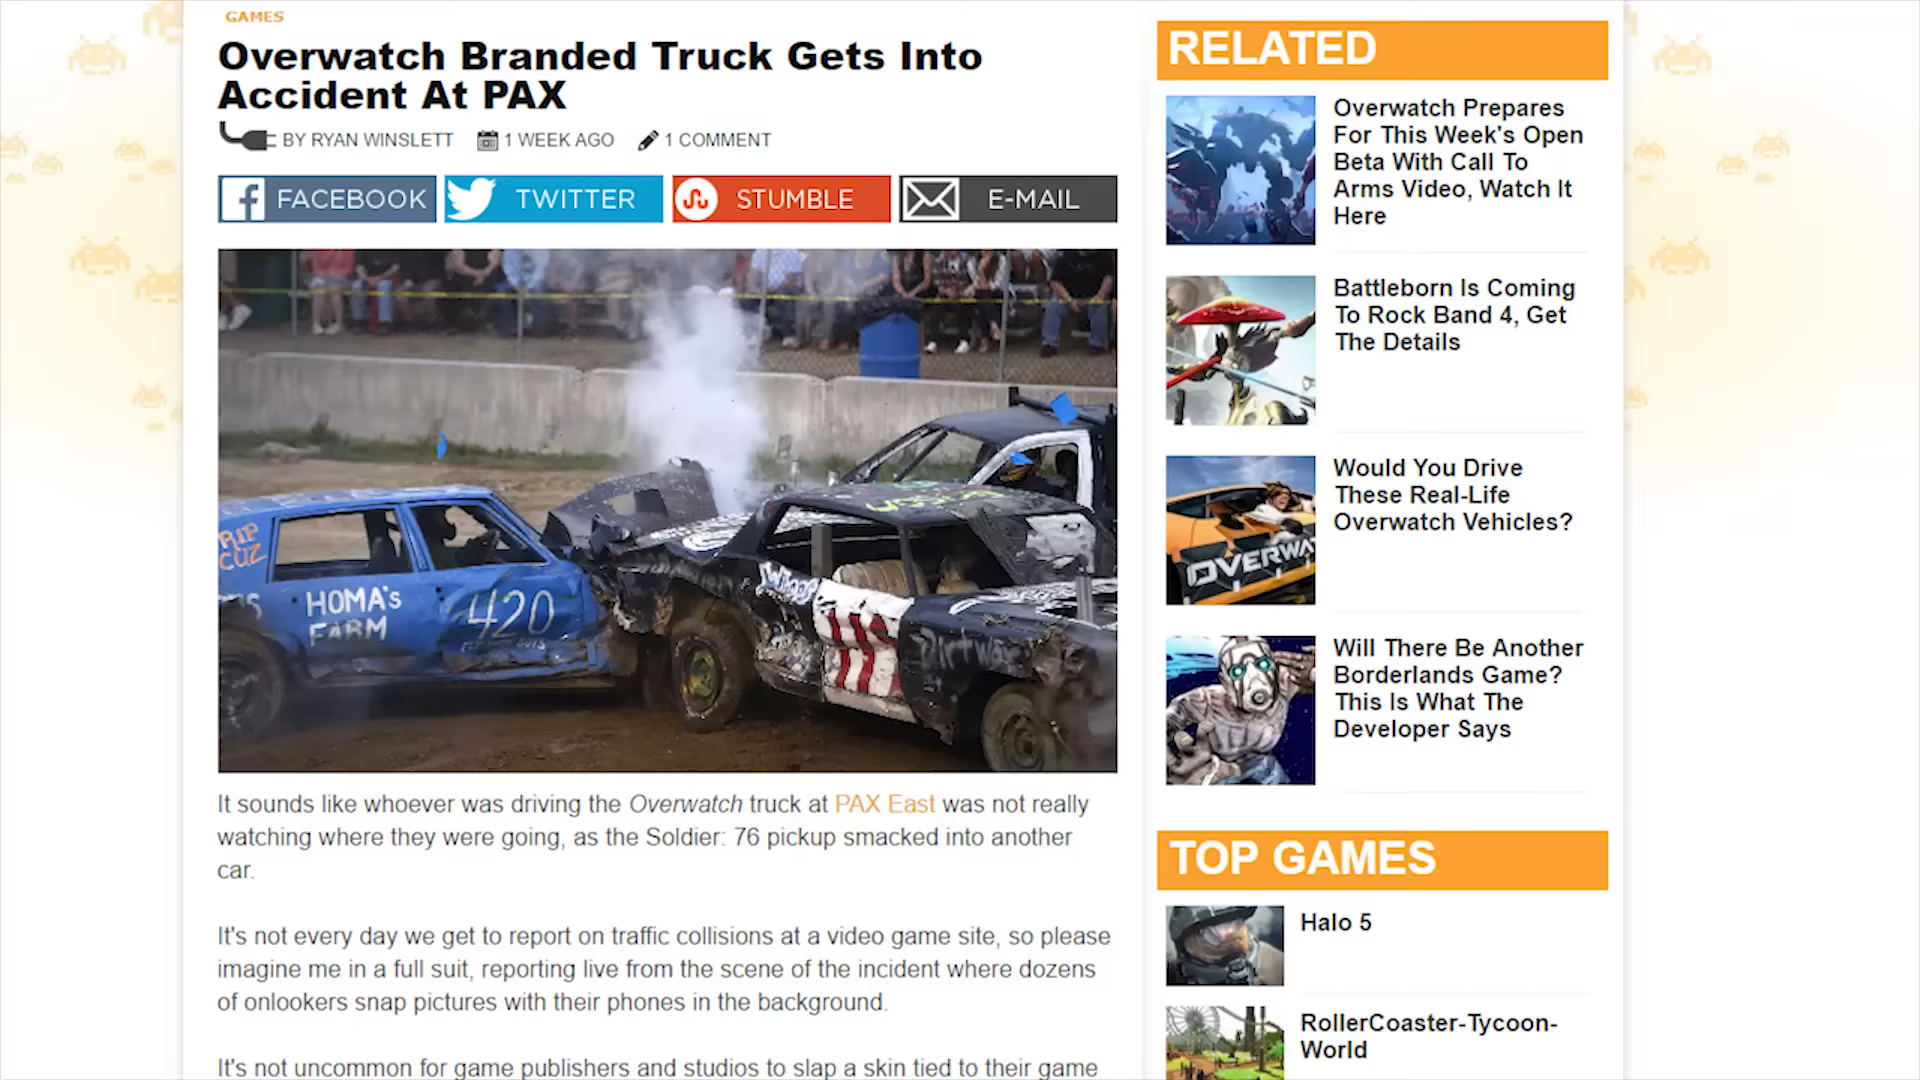 GAMES
Overwatch Branded Truck Gets Into
Accident At PAX
BY RYAN WINSLETT 1 WEEK AGO 1 COMMENT
FACEBOOK TWITTER STUMBLE E-MAIL
RIP
CUZ
HOMA's
FARM
420
Whoops
Dirt
It sounds like whoever was driving the Overwatch truck at PAX East was not really
watching where they were going, as the Soldier: 76 pickup smacked into another
car.
It's not every day we get to report on traffic collisions at a video game site, so please
imagine me in a full suit, reporting live from the scene of the incident where dozens
of onlookers snap pictures with their phones in the background.
It's not uncommon for game publishers and studios to slap a skin tied to their game
RELATED
Overwatch Prepares
For This Week's Open
Beta With Call To
Arms Video, Watch It
Here
Battleborn Is Coming
To Rock Band 4, Get
The Details
Would You Drive
These Real-Life
Overwatch Vehicles?
OVERWA
Will There Be Another
Borderlands Game?
This Is What The
Developer Says
TOP GAMES
Halo 5
RollerCoaster-Tycoon-
World